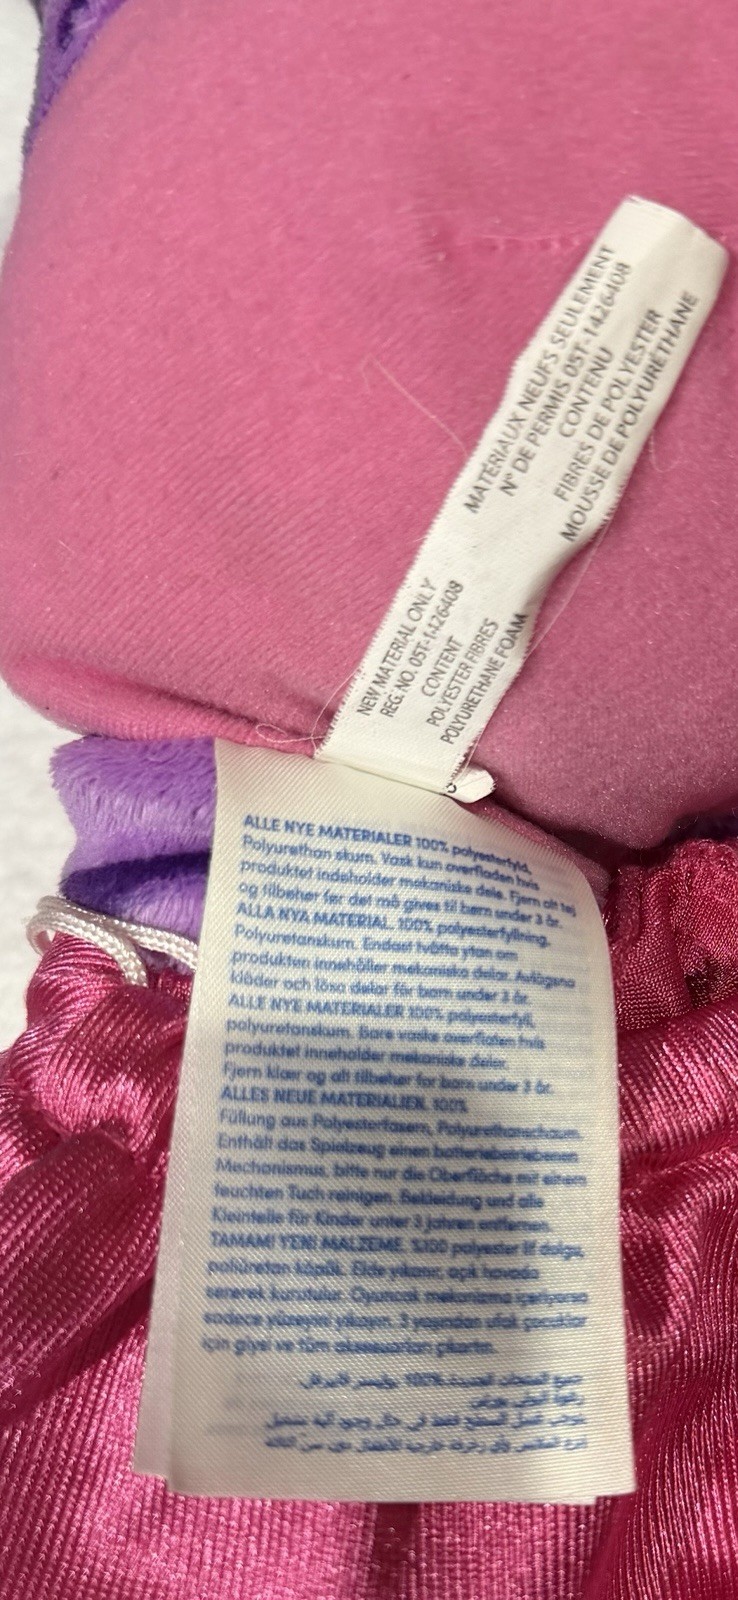 MATÉRIAUX NEUFS SEULEMENT
N° DE PERMIS 05T-1426408
CONTENU
FIBRES DE POLYESTER
MOUSSE DE POLYURÉTHANE
NEW MATERIAL ONLY
REG. NO. 05T-1426408
CONTENT
POLYESTER FIBRES
POLYURETHANE FOAM
ALLE NYE MATERIALER 100% polyesterfyld,
Polyurethan skum. Vask kun overfladen hvis
produktet indeholder mekaniske dele. Fjern alt tøj
og tilbehør før det må gives til børn under 3 år.
ALLA NYA MATERIAL. 100% polyesterfyllning.
Polyuretanskum. Endast tvätta ytan om
produkten innehåller mekaniska delar. Avlägsna
kläder och lösa delar för barn under 3 år.
ALLE NYE MATERIALER 100% polyesterfyll,
polyuretanskum. Bare vaske overflaten hvis
produktet inneholder mekaniske deler.
Fjern klær og alt tilbehør for barn under 3 år.
ALLES NEUE MATERIALIEN. 100%
Füllung aus Polyesterfasern, Polyurethanschaum.
Enthält das Spielzeug einen batteriebetriebenen
Mechanismus, bitte nur die Oberfläche mit einem
feuchten Tuch reinigen. Bekleidung und alle
Kleinteile für Kinder unter 3 Jahren entfernen.
TAMAMI YENİ MALZEME. %100 polyester lif dolgu,
poliüretan köpük. Elde yıkanır, açık havada
sererek kurutulur. Oyuncak mekanizma içeriyorsa
sadece yüzeyini yıkayın. 3 yaşından ufak çocuklar
için giysi ve tüm aksesuarları çıkartın.
جميع المنتجات الجديدة 100%